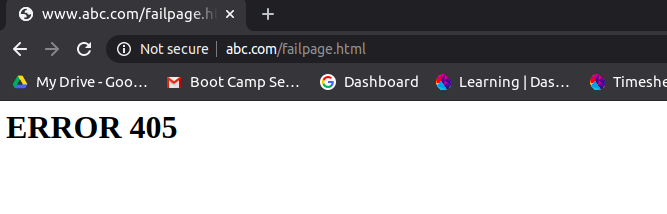 www.abc.com/failpage.h
Not secure abc.com/failpage.html
My Drive - Goo... Boot Camp Se... Dashboard Learning | Das... Timeshe
ERROR 405